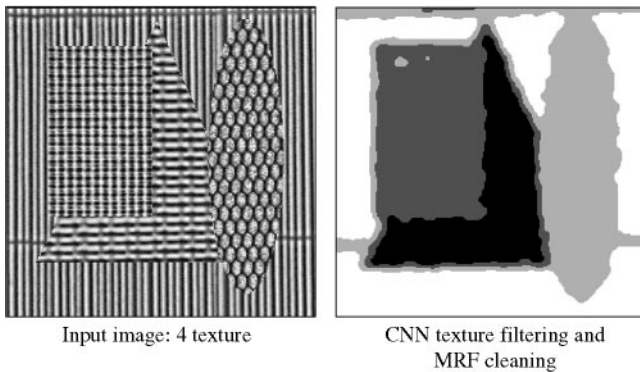 Input image: 4 texture
CNN texture filtering and
MRF cleaning